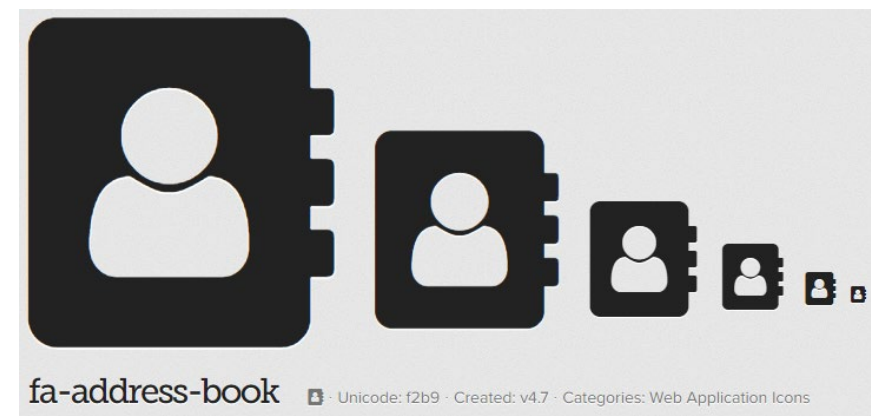 fa-address-book · Unicode: f2b9 · Created: v4.7 · Categories: Web Application Icons